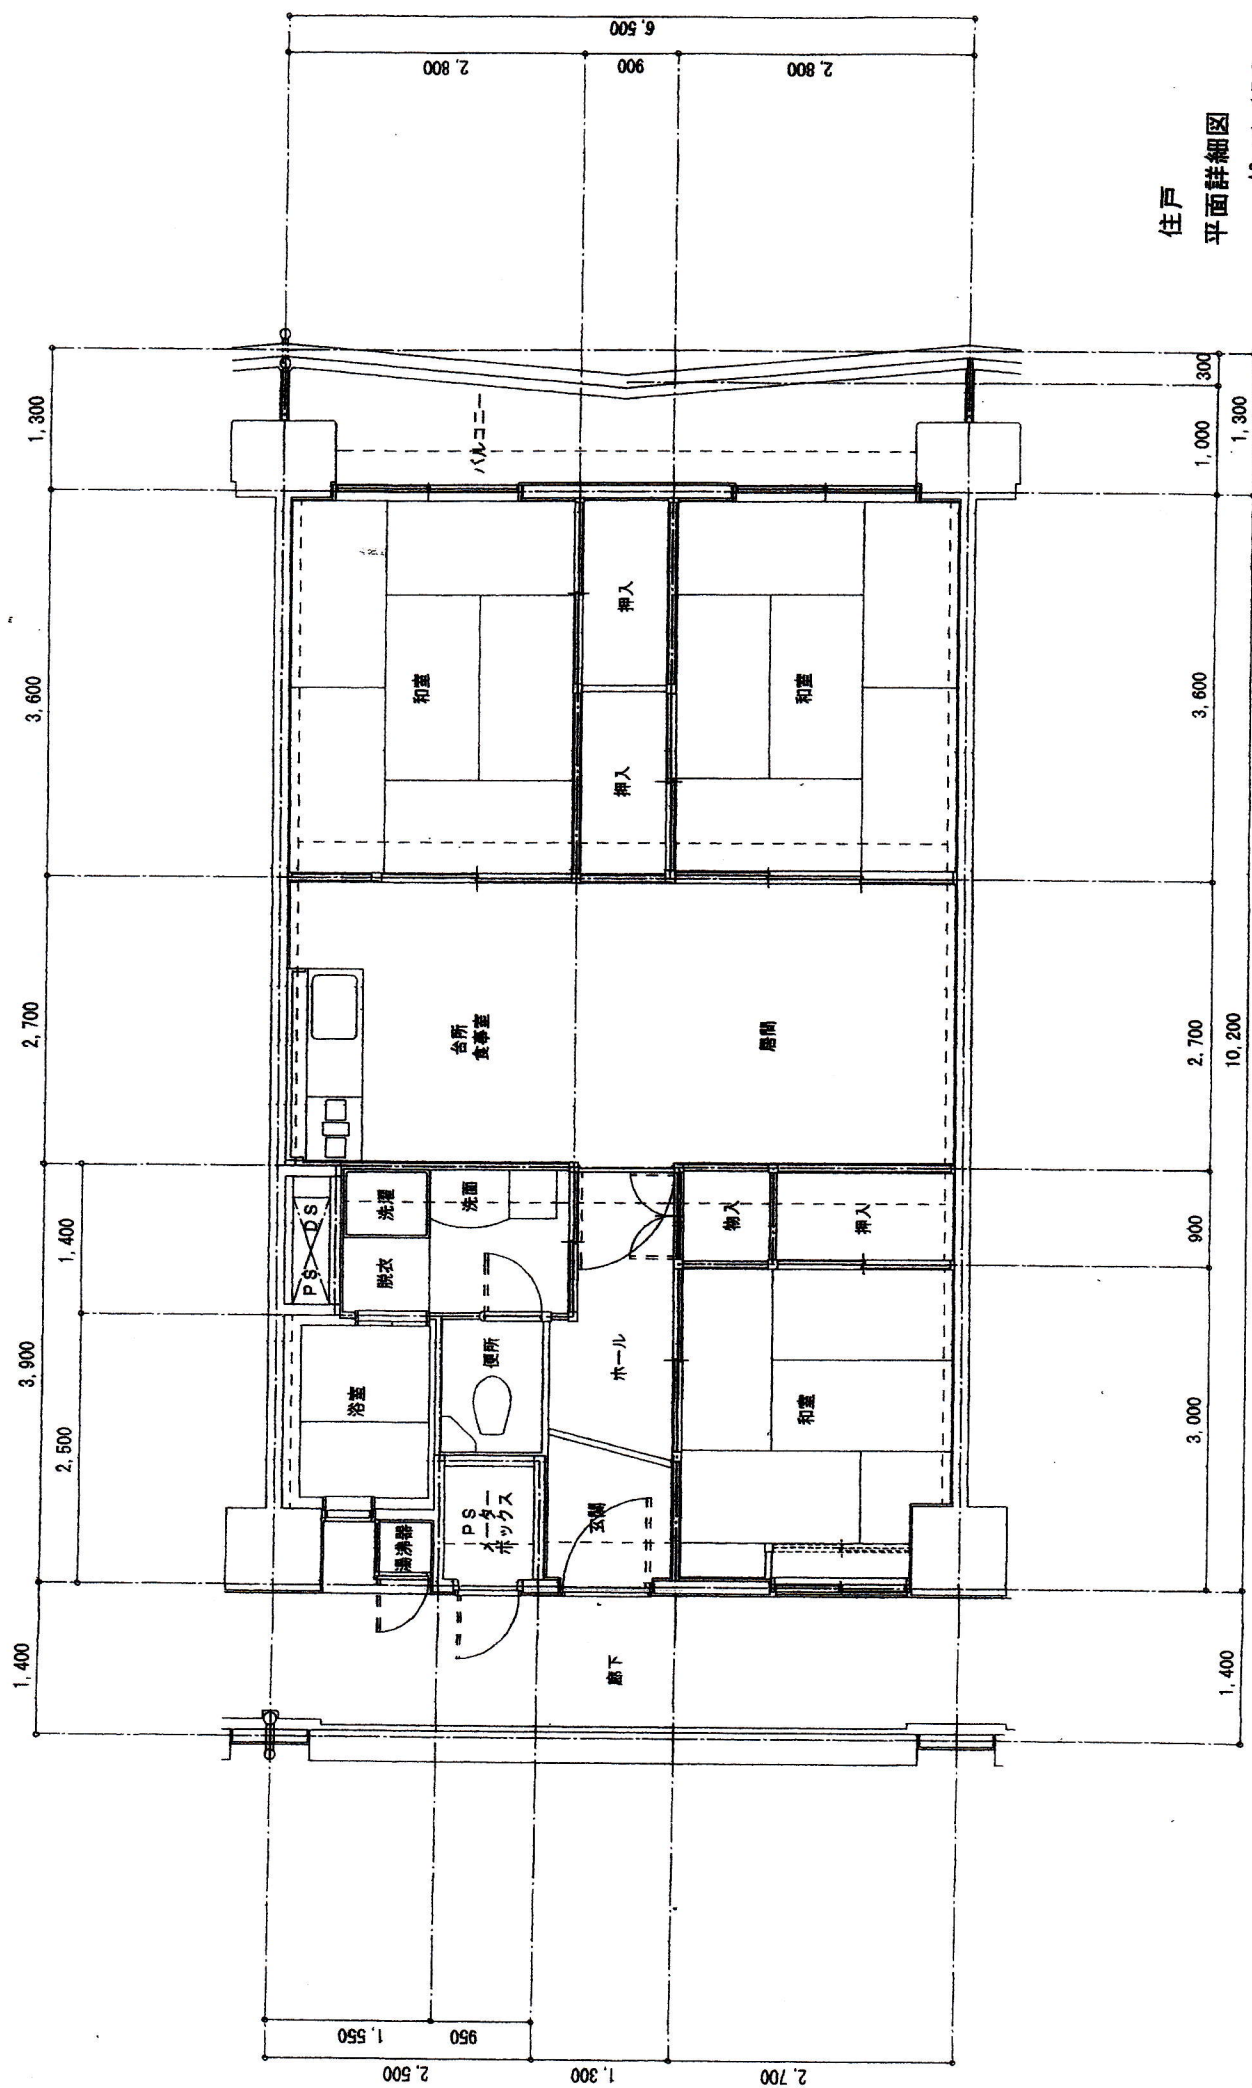 6,500
2,800
900
2,800
住戸
平面詳細図
1,300
3,600
2,700
3,900
1,400
2,500
1,400
300
1,000
1,300
3,600
2,700
10,200
900
3,000
1,400
バルコニー
和室
押入
押入
和室
台所
食事室
居間
PS
DS
洗濯
洗面
脱衣
物入
押入
浴室
便所
ホール
和室
湯沸器
PS
メーター
ボックス
玄関
廊下
1,550
950
2,500
1,300
2,700